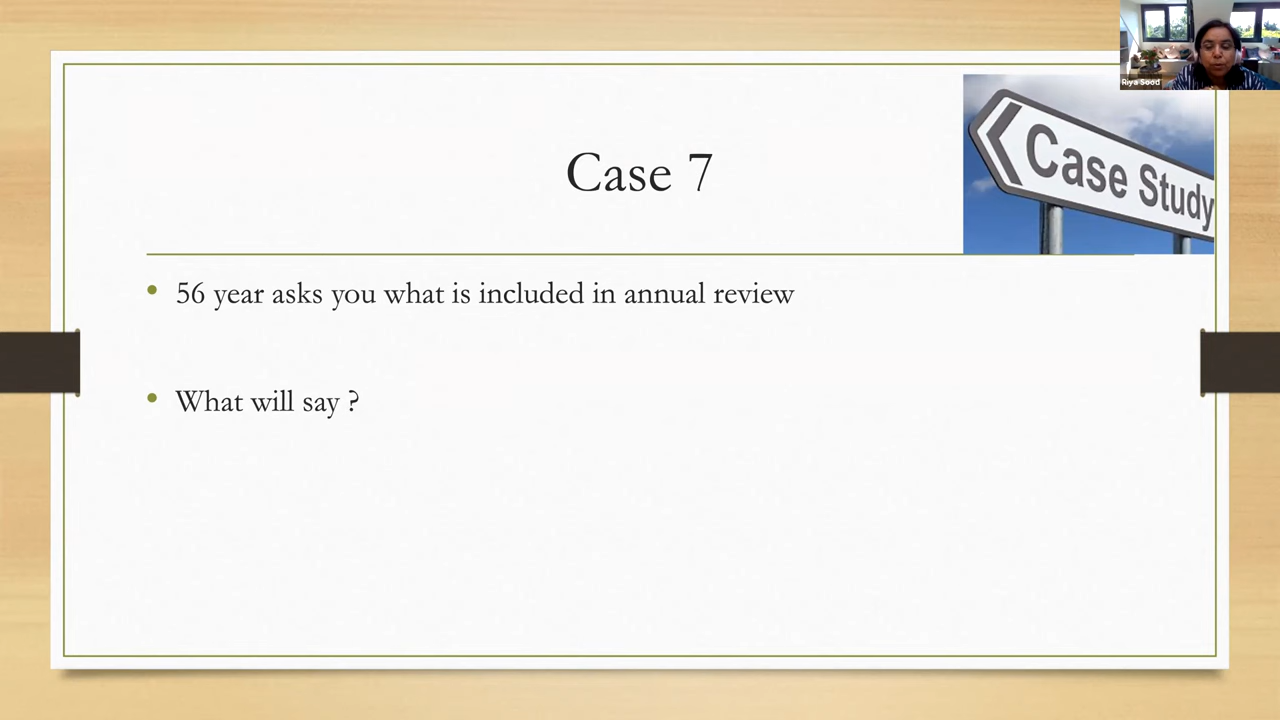 Riya Sood
Case Study
Case 7
56 year asks you what is included in annual review
What will say ?